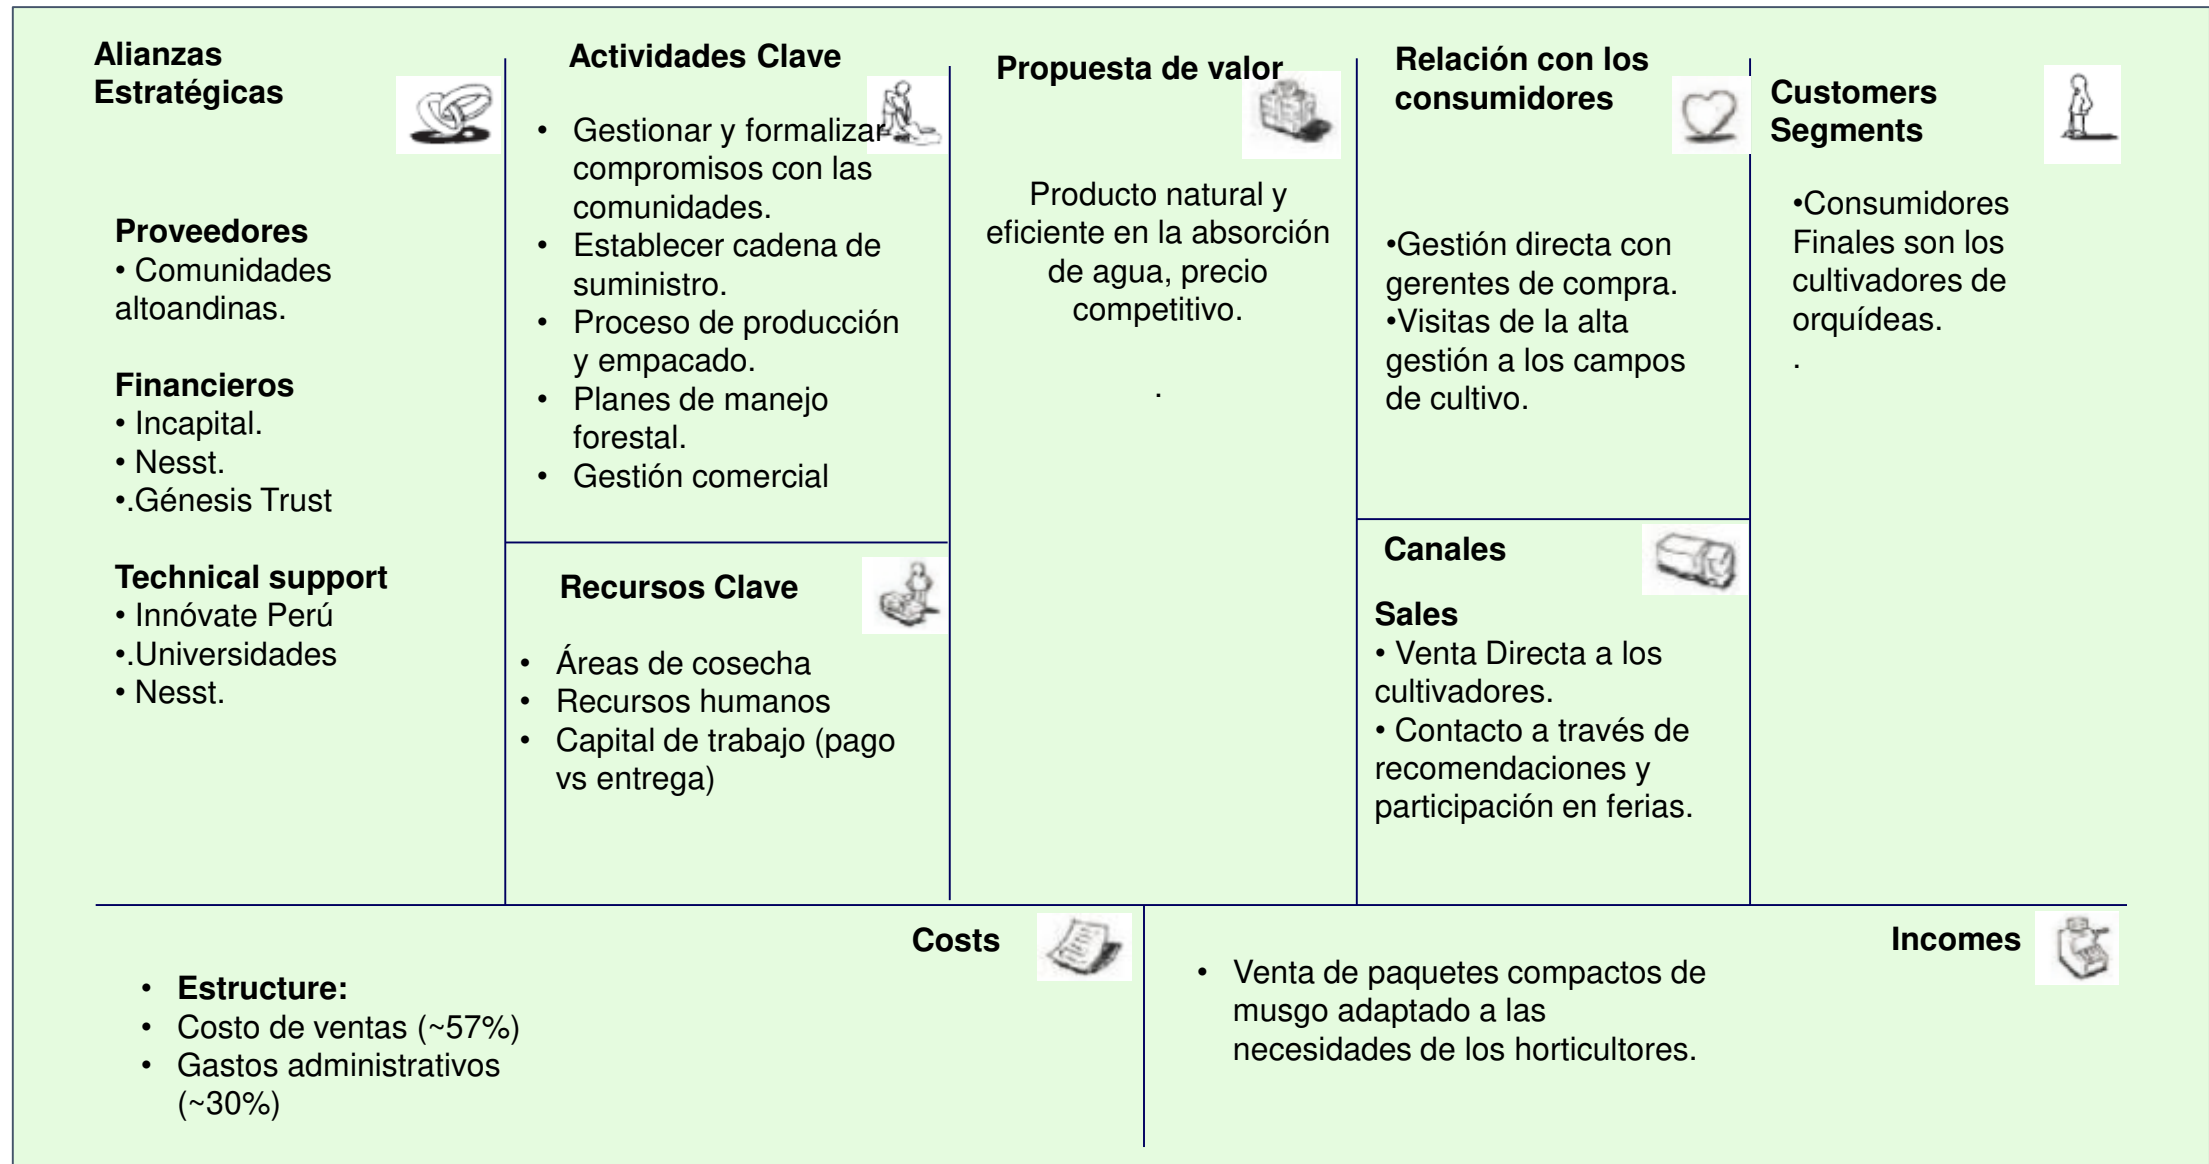 Alianzas
Estratégicas
Proveedores
• Comunidades
altoandinas.
Financieros
• Incapital.
• Nesst.
•.Génesis Trust
Technical support
• Innóvate Perú
•.Universidades
• Nesst.
Actividades Clave
• Gestionar y formalizar
compromisos con las
comunidades.
• Establecer cadena de
suministro.
• Proceso de producción
y empacado.
• Planes de manejo
forestal.
• Gestión comercial
Recursos Clave
• Áreas de cosecha
• Recursos humanos
• Capital de trabajo (pago
vs entrega)
Propuesta de valor
Producto natural y
eficiente en la absorción
de agua, precio
competitivo.
.
Relación con los
consumidores
•Gestión directa con
gerentes de compra.
•Visitas de la alta
gestión a los campos
de cultivo.
Canales
Sales
• Venta Directa a los
cultivadores.
• Contacto a través de
recomendaciones y
participación en ferias.
Customers
Segments
•Consumidores
Finales son los
cultivadores de
orquídeas.
.
Costs
• Estructure:
• Costo de ventas (~57%)
• Gastos administrativos
(~30%)
Incomes
• Venta de paquetes compactos de
musgo adaptado a las
necesidades de los horticultores.